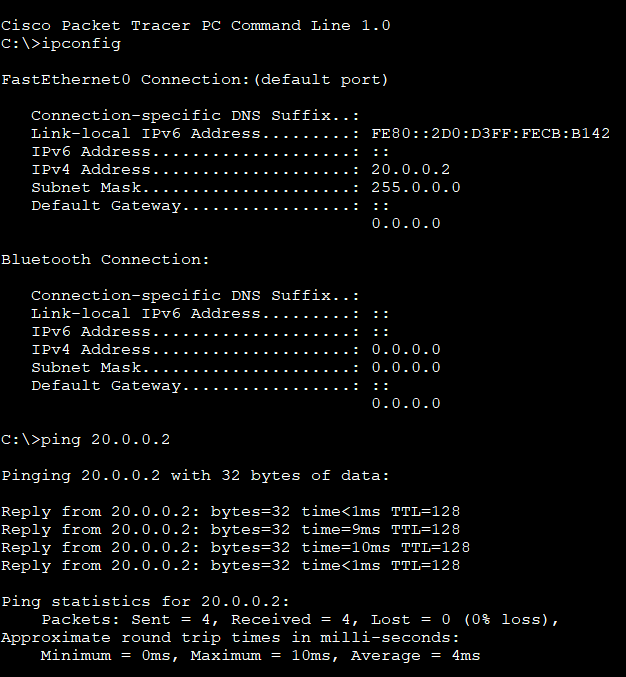 Cisco Packet Tracer PC Command Line 1.0
C:\>ipconfig
FastEthernet0 Connection:(default port)
Connection-specific DNS Suffix..:
Link-local IPv6 Address.........: FE80::2D0:D3FF:FECB:B142
IPv6 Address....................: ::
IPv4 Address....................: 20.0.0.2
Subnet Mask.....................: 255.0.0.0
Default Gateway.................: ::
0.0.0.0
Bluetooth Connection:
Connection-specific DNS Suffix..:
Link-local IPv6 Address.........: ::
IPv6 Address....................: ::
IPv4 Address....................: 0.0.0.0
Subnet Mask.....................: 0.0.0.0
Default Gateway.................: ::
0.0.0.0
C:\>ping 20.0.0.2
Pinging 20.0.0.2 with 32 bytes of data:
Reply from 20.0.0.2: bytes=32 time<1ms TTL=128
Reply from 20.0.0.2: bytes=32 time=9ms TTL=128
Reply from 20.0.0.2: bytes=32 time=10ms TTL=128
Reply from 20.0.0.2: bytes=32 time<1ms TTL=128
Ping statistics for 20.0.0.2:
Packets: Sent = 4, Received = 4, Lost = 0 (0% loss),
Approximate round trip times in milli-seconds:
Minimum = 0ms, Maximum = 10ms, Average = 4ms